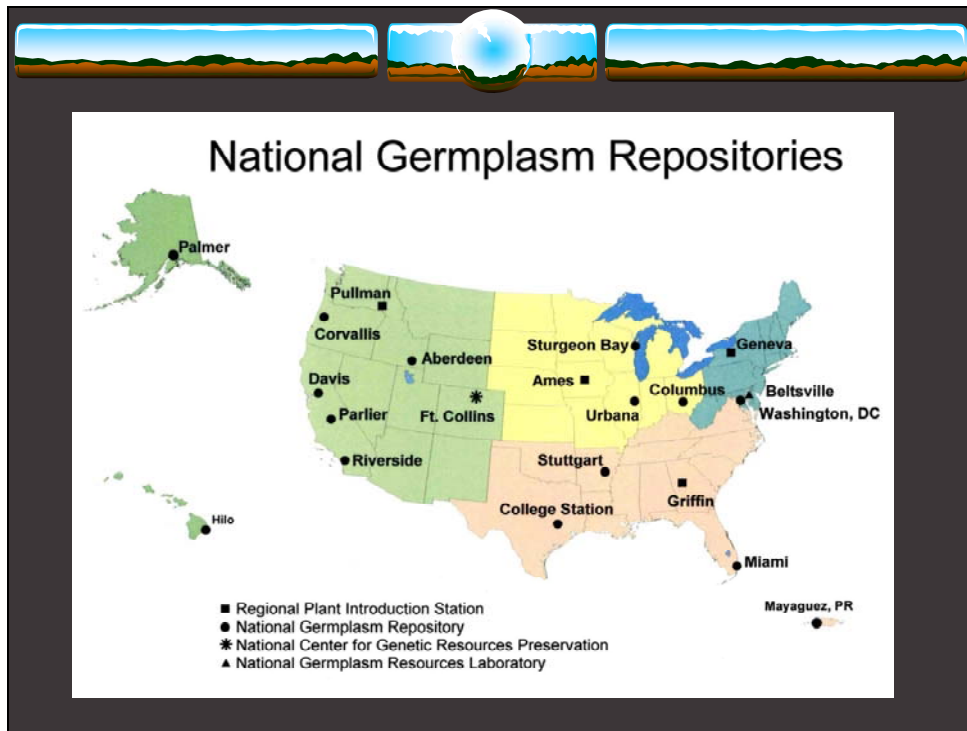 National Germplasm Repositories
Palmer
Pullman
Corvallis
Sturgeon Bay
Geneva
Aberdeen
Ames
Columbus
Beltsville
Davis
Ft. Collins
Urbana
Washington, DC
Parlier
Riverside
Stuttgart
Griffin
College Station
Hilo
Miami
Mayaguez, PR
Regional Plant Introduction Station
National Germplasm Repository
National Center for Genetic Resources Preservation
National Germplasm Resources Laboratory